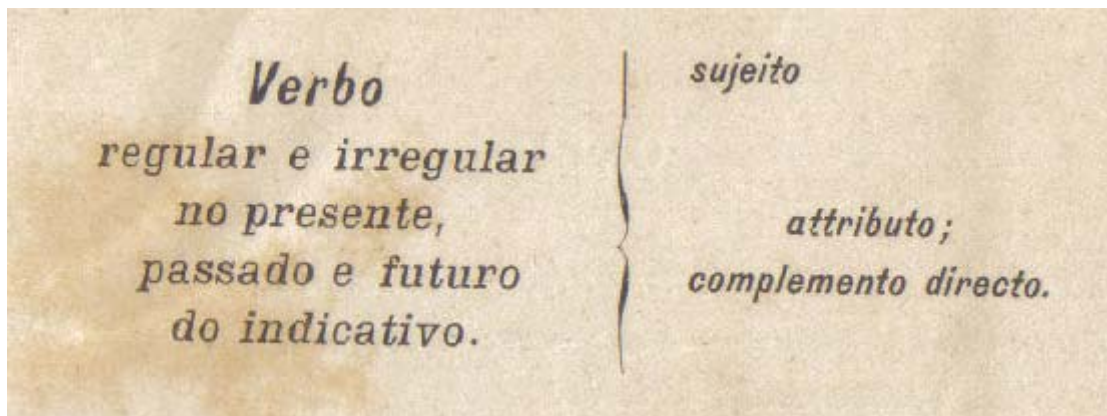 Verbo
regular e irregular
no presente,
passado e futuro
do indicativo.
sujeito
attributo;
complemento directo.